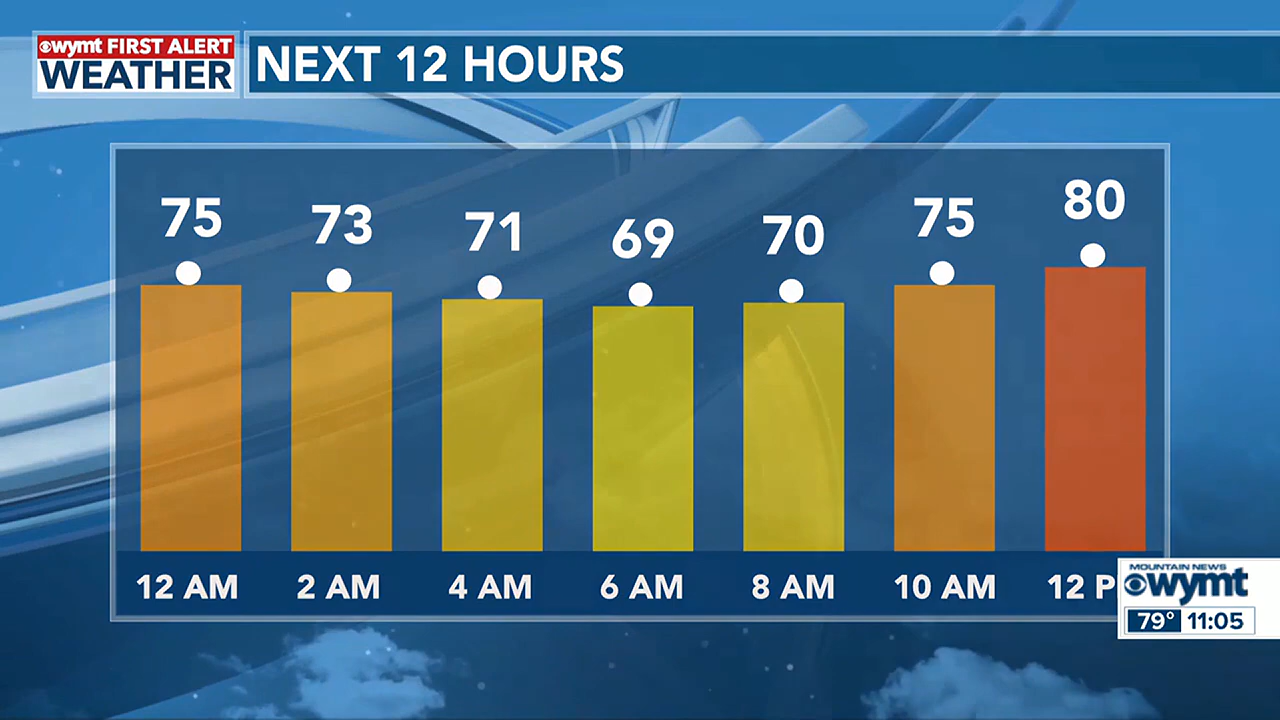 wymt FIRST ALERT
WEATHER
NEXT 12 HOURS
75 73 71 69 70 75 80
12 AM 2 AM 4 AM 6 AM 8 AM 10 AM 12 P
MOUNTAIN NEWS
wymt
79° 11:05